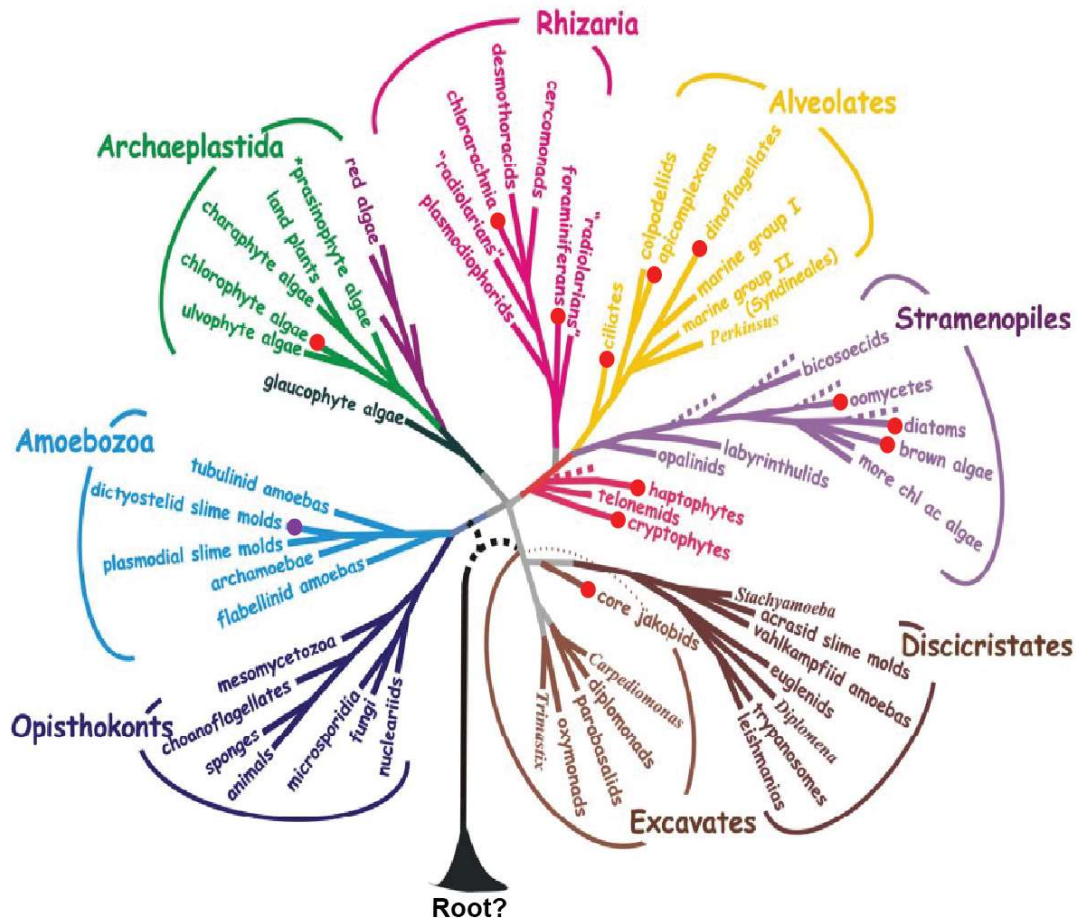 Rhizaria
desmothoracids
cercomonads
chlorarachnia
"radiolarians"
plasmodiophorids
foraminiferans
"radiolarians"
Alveolates
colpodellids
apicomplexans
dinoflagellates
marine group I
marine group II
(Syndineales)
Perkinsus
ciliates
Archaeplastida
red algae
*prasinophyte algae
land plants
charaphyte algae
chlorophyte algae
ulvophyte algae
glaucophyte algae
Stramenopiles
bicosoecids
oomycetes
diatoms
brown algae
more chl ac algae
labyrinthulids
opalinids
haptophytes
telonemids
cryptophytes
Amoebozoa
tubulinid amoebas
dictyostelid slime molds
plasmodial slime molds
archamoebae
flabellinid amoebas
Discicristates
Stachyamoeba
acrasid slime molds
vahlkampfiid amoebas
euglenids
Diplomena
trypanosomes
leishmanias
core jakobids
Opisthokonts
mesomycetozoa
choanoflagellates
sponges
animals
microsporidia
fungi
nucleariids
Excavates
Carpediomonas
diplomonads
parabasalids
oxymonads
Trimastix
Root?